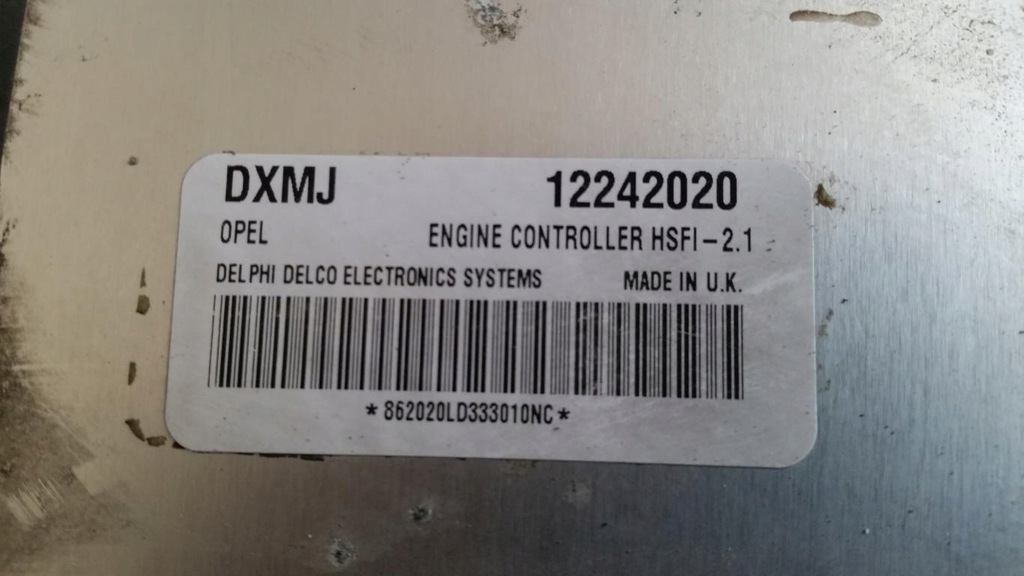 DXMJ 12242020
OPEL ENGINE CONTROLLER HSFI-2.1
DELPHI DELCO ELECTRONICS SYSTEMS MADE IN U.K.
*862020LD333010NC*